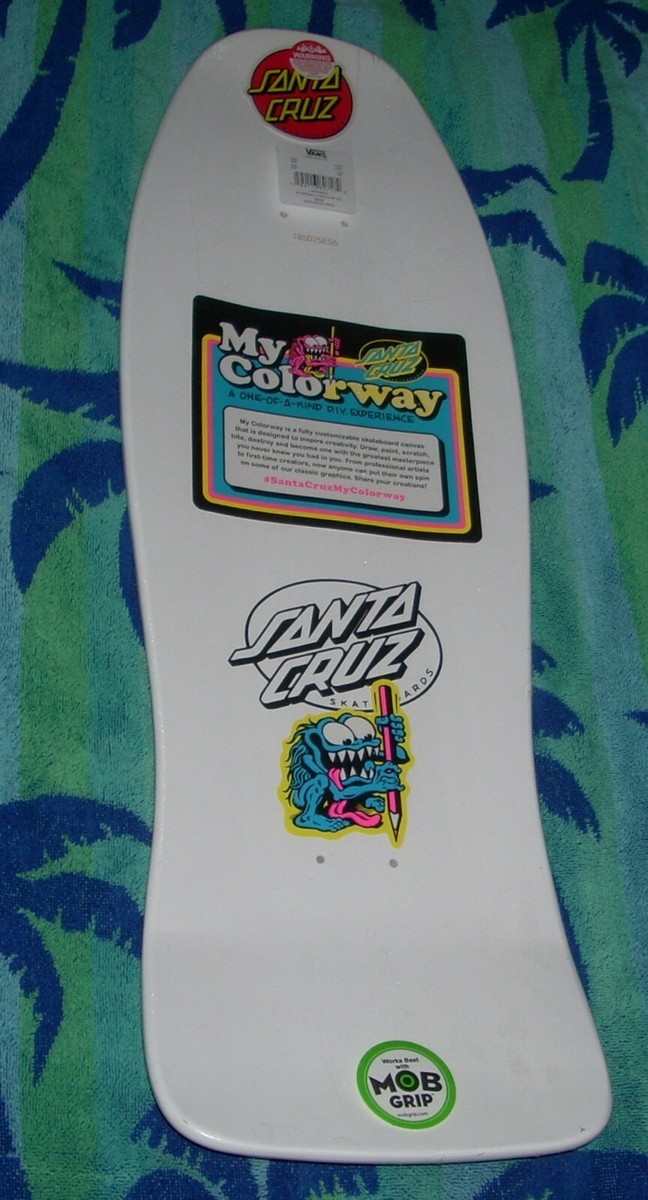 WARNING
SANTA
CRUZ
VANS
185025E06
My
Colorway
SANTA
CRUZ
A ONE-OF-A-KIND D.I.Y. EXPERIENCE
My Colorway is a fully customizable skateboard canvas
that is designed to inspire creativity. Draw, paint, scratch,
bite, destroy and become one with the greatest masterpiece
you never knew you had in you. From professional artists
to first-time creators, now anyone can put their own spin
on some of our classic graphics. Share your creations!
#SantaCruzMyColorway
SANTA
CRUZ
SKAT ARDS
Works Best
with
MOB
GRIP
mobgrip.com